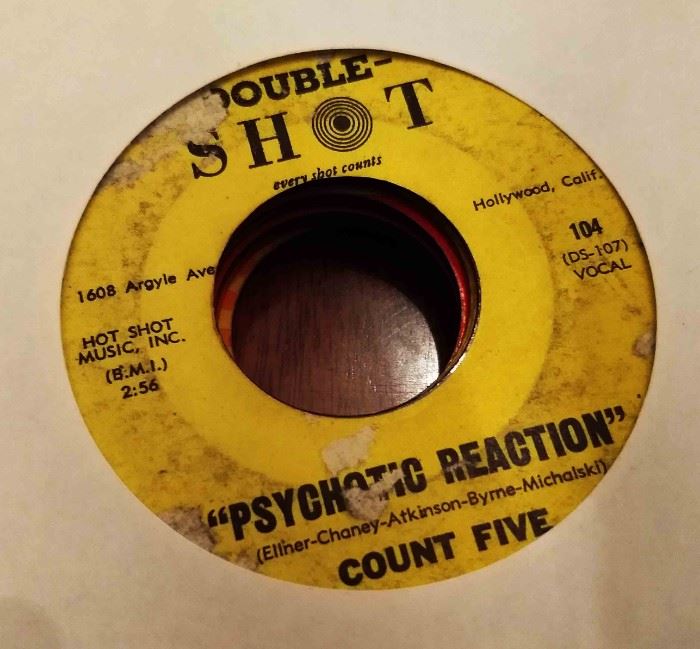 DOUBLE-
SHOT
every shot counts
1608 Argyle Ave
Hollywood, Calif.
HOT SHOT
MUSIC, INC.
(B.M.I.)
2:56
104
(DS-107)
VOCAL
"PSYCHOTIC REACTION"
(Ellner-Chaney-Atkinson-Byrne-Michalski)
COUNT FIVE